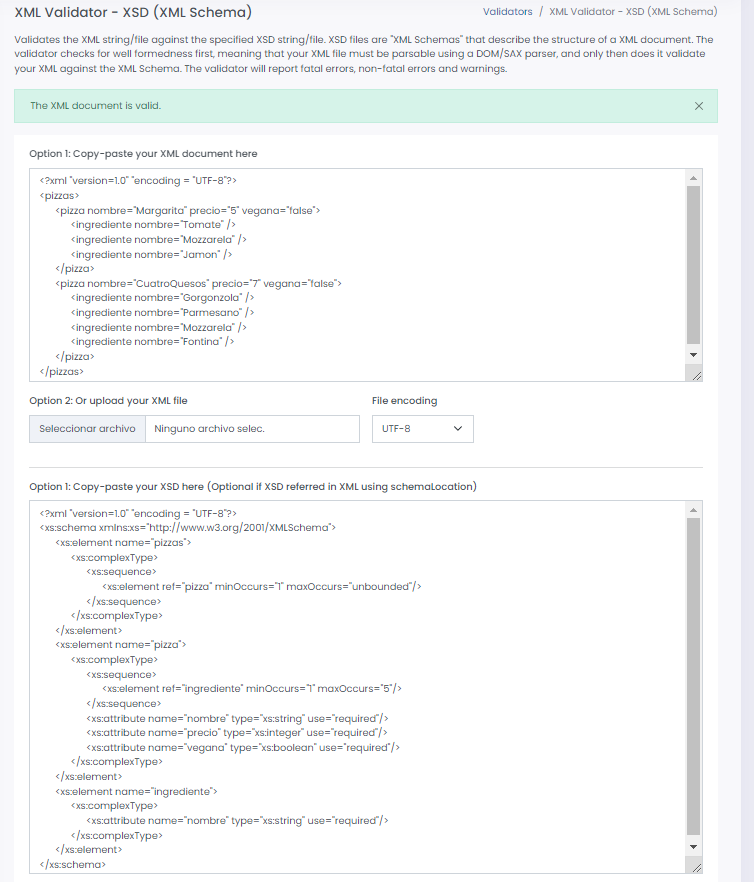 XML Validator - XSD (XML Schema)
Validators / XML Validator - XSD (XML Schema)
Validates the XML string/file against the specified XSD string/file. XSD files are "XML Schemas" that describe the structure of a XML document. The
validator checks for well formedness first, meaning that your XML file must be parsable using a DOM/SAX parser, and only then does it validate
your XML against the XML Schema. The validator will report fatal errors, non-fatal errors and warnings.
The XML document is valid.
Option 1: Copy-paste your XML document here
<?xml "version=1.0" "encoding = "UTF-8"?>
<pizzas>
<pizza nombre="Margarita" precio="5" vegana="false">
<ingrediente nombre="Tomate" />
<ingrediente nombre="Mozzarela" />
<ingrediente nombre="Jamon" />
</pizza>
<pizza nombre="CuatroQuesos" precio="7" vegana="false">
<ingrediente nombre="Gorgonzola" />
<ingrediente nombre="Parmesano" />
<ingrediente nombre="Mozzarela" />
<ingrediente nombre="Fontina" />
</pizza>
</pizzas>
Option 2: Or upload your XML file
File encoding
Seleccionar archivo
Ninguno archivo selec.
UTF-8
Option 1: Copy-paste your XSD here (Optional if XSD referred in XML using schemaLocation)
<?xml "version=1.0" "encoding = "UTF-8"?>
<xs:schema xmlns:xs="http://www.w3.org/2001/XMLSchema">
<xs:element name="pizzas">
<xs:complexType>
<xs:sequence>
<xs:element ref="pizza" minOccurs="1" maxOccurs="unbounded"/>
</xs:sequence>
</xs:complexType>
</xs:element>
<xs:element name="pizza">
<xs:complexType>
<xs:sequence>
<xs:element ref="ingrediente" minOccurs="1" maxOccurs="5"/>
</xs:sequence>
<xs:attribute name="nombre" type="xs:string" use="required"/>
<xs:attribute name="precio" type="xs:integer" use="required"/>
<xs:attribute name="vegana" type="xs:boolean" use="required"/>
</xs:complexType>
</xs:element>
<xs:element name="ingrediente">
<xs:complexType>
<xs:attribute name="nombre" type="xs:string" use="required"/>
</xs:complexType>
</xs:element>
</xs:schema>